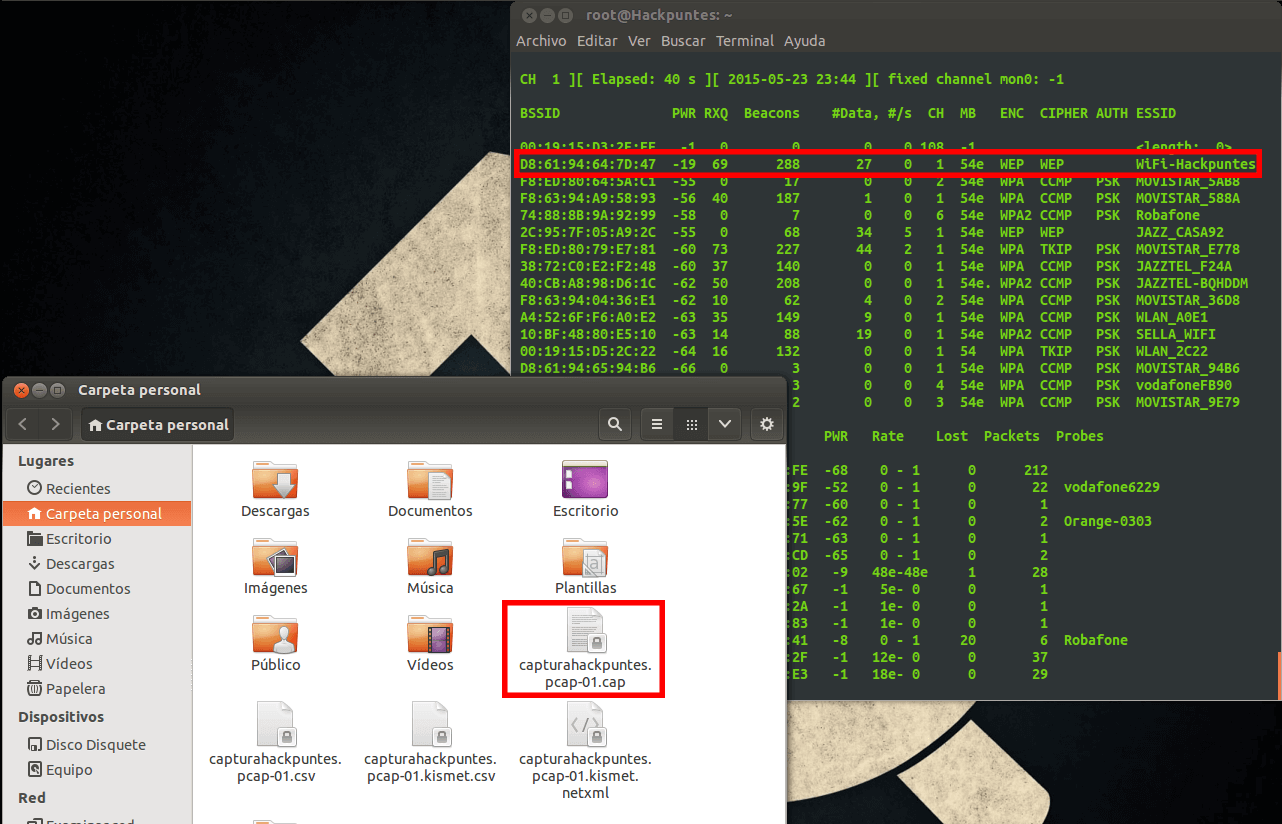 root@Hackpuntes: ~
Archivo Editar Ver Buscar Terminal Ayuda
CH 1 ][ Elapsed: 40 s ][ 2015-05-23 23:44 ][ fixed channel mon0: -1
BSSID PWR RXQ Beacons #Data, #/s CH MB ENC CIPHER AUTH ESSID
00:19:15:D3:2F:EE -1 0 0 0 0 108 -1 <length: 0>
D8:61:94:64:7D:47 -19 69 288 27 0 1 54e WEP WEP WiFi-Hackpuntes
F8:ED:80:64:5A:C1 -55 0 17 0 0 2 54e WPA CCMP PSK MOVISTAR_5AB8
F8:63:94:A9:58:93 -56 40 187 1 0 1 54e WPA CCMP PSK MOVISTAR_588A
74:88:8B:9A:92:99 -58 0 7 0 0 6 54e WPA2 CCMP PSK Robafone
2C:95:7F:05:A9:2C -55 0 68 34 5 1 54e WEP WEP JAZZ_CASA92
F8:ED:80:79:E7:81 -60 73 227 44 2 1 54e WPA TKIP PSK MOVISTAR_E778
38:72:C0:E2:F2:48 -60 37 140 0 0 1 54e WPA CCMP PSK JAZZTEL_F24A
40:CB:A8:98:D6:1C -62 50 208 0 0 1 54e. WPA2 CCMP PSK JAZZTEL-BQHDDM
F8:63:94:04:36:E1 -62 10 62 4 0 2 54e WPA CCMP PSK MOVISTAR_36D8
A4:52:6F:F6:A0:E2 -63 35 149 9 0 1 54e WPA CCMP PSK WLAN_A0E1
10:BF:48:80:E5:10 -63 14 88 19 0 1 54e WPA2 CCMP PSK SELLA_WIFI
00:19:15:D5:2C:22 -64 16 132 0 0 1 54 WPA TKIP PSK WLAN_2C22
D8:61:94:65:94:B6 -66 0 3 0 0 3 54e WPA CCMP PSK MOVISTAR_94B6
3 0 0 4 54e WPA CCMP PSK vodafoneFB90
2 0 0 3 54e WPA CCMP PSK MOVISTAR_9E79
PWR Rate Lost Packets Probes
:FE -68 0 - 1 0 212
:9F -52 0 - 1 0 22 vodafone6229
:77 -60 0 - 1 0 1
:5E -62 0 - 1 0 2 Orange-0303
:71 -63 0 - 1 0 1
:CD -65 0 - 1 0 2
:02 -9 48e-48e 1 28
:67 -1 5e- 0 0 1
:2A -1 1e- 0 0 1
:83 -1 1e- 0 0 1
:41 -8 0 - 1 20 6 Robafone
:2F -1 12e- 0 0 37
:E3 -1 18e- 0 0 29
Carpeta personal
Carpeta personal
Lugares
Recientes
Carpeta personal
Escritorio
Descargas
Documentos
Imágenes
Música
Vídeos
Papelera
Dispositivos
Disco Disquete
Equipo
Red
Descargas
Documentos
Escritorio
Imágenes
Música
Plantillas
Público
Vídeos
capturahackpuntes.
pcap-01.cap
capturahackpuntes.
pcap-01.csv
capturahackpuntes.
pcap-01.kismet.csv
capturahackpuntes.
pcap-01.kismet.
netxml